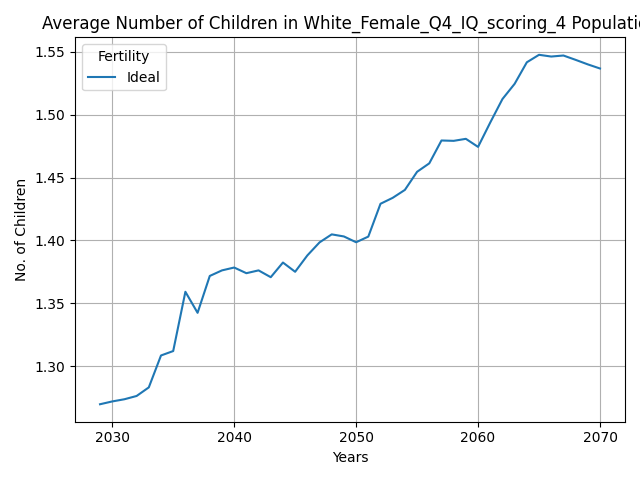 Average Number of Children in White_Female_Q4_IQ_scoring_4 Populatio
Fertility
Ideal
1.55
1.50
1.45
1.40
1.35
1.30
No. of Children
2030 2040 2050 2060 2070
Years